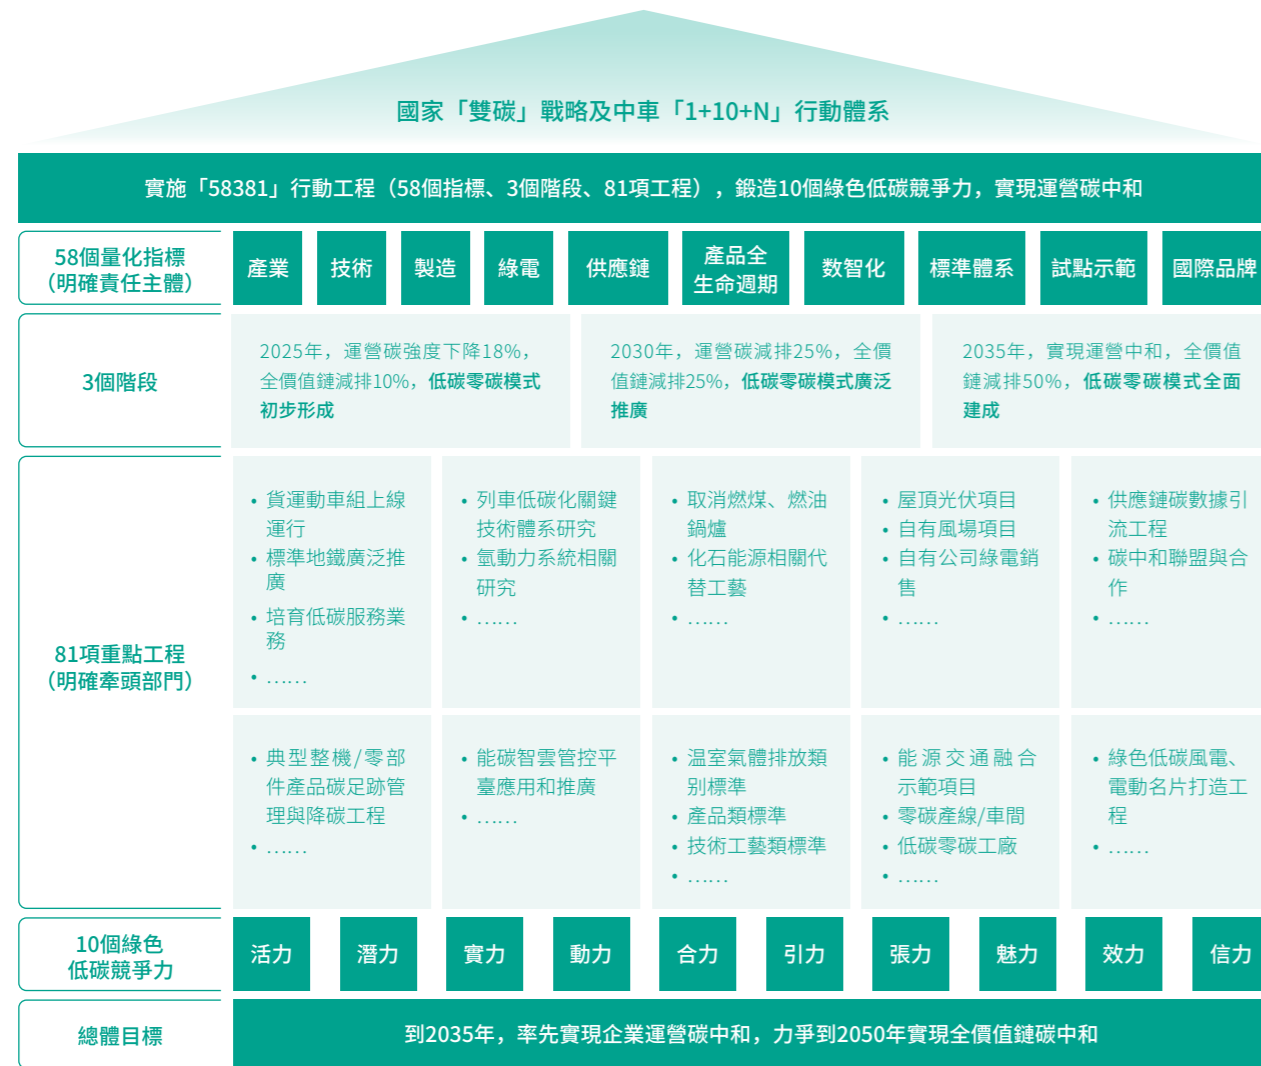 國家「雙碳」戰略及中車「1+10+N」行動體系
實施「58381」行動工程（58個指標、3個階段、81項工程），鍛造10個綠色低碳競爭力，實現運營碳中和
58個量化指標
（明確責任主體）
產業
技術
製造
綠電
供應鏈
產品全
生命週期
数智化
標準體系
試點示範
國際品牌
3個階段
2025年，運營碳強度下降18%，
全價值鏈減排10%，低碳零碳模式
初步形成
2030年，運營碳減排25%，全價
值鏈減排25%，低碳零碳模式廣泛
推廣
2035年，實現運營中和，全價值
鏈減排50%，低碳零碳模式全面
建成
81項重點工程
（明確牽頭部門）
• 貨運動車組上線
運行
• 標準地鐵廣泛推
廣
• 培育低碳服務業
務
• ……
• 列車低碳化關鍵
技術體系研究
• 氫動力系統相關
研究
• ……
• 取消燃煤、燃油
鍋爐
• 化石能源相關代
替工藝
• ……
• 屋頂光伏項目
• 自有風場項目
• 自有公司綠電銷
售
• ……
• 供應鏈碳數據引
流工程
• 碳中和聯盟與合
作
• ……
• 典型整機/零部
件產品碳足跡管
理與降碳工程
• ……
• 能碳智雲管控平
臺應用和推廣
• ……
• 温室氣體排放類
别標準
• 產品類標準
• 技術工藝類標準
• ……
• 能源交通融合
示範項目
• 零碳產線/車間
• 低碳零碳工廠
• ……
• 綠色低碳風電、
電動名片打造工
程
• ……
10個綠色
低碳競爭力
活力
潛力
實力
動力
合力
引力
張力
魅力
效力
信力
總體目標
到2035年，率先實現企業運營碳中和，力爭到2050年實現全價值鏈碳中和